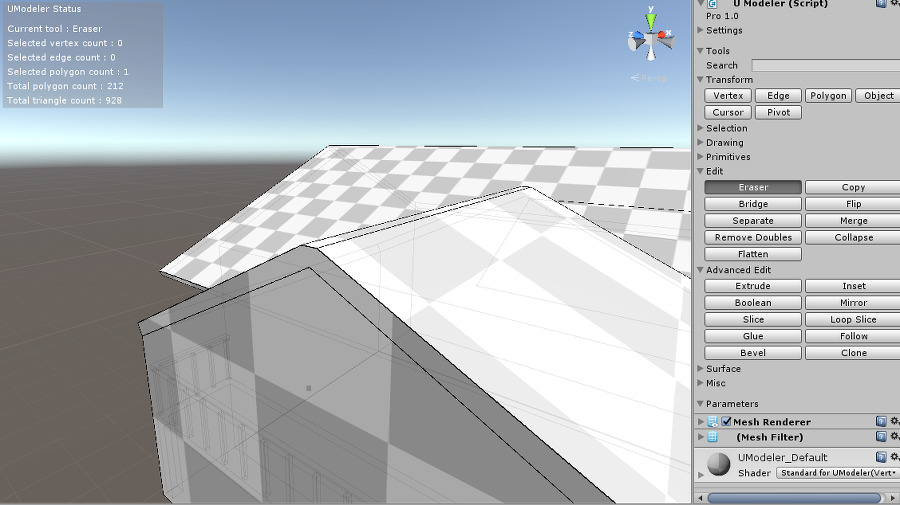 UModeler Status
Current tool : Eraser
Selected vertex count : 0
Selected edge count : 0
Selected polygon count : 1
Total polygon count : 212
Total triangle count : 928
y
z
x
Persp
U Modeler (Script)
Pro 1.0
Settings
Tools
Search
Transform
Vertex Edge Polygon Object
Cursor Pivot
Selection
Drawing
Primitives
Edit
Eraser Copy
Bridge Flip
Separate Merge
Remove Doubles Collapse
Flatten
Advanced Edit
Extrude Inset
Boolean Mirror
Slice Loop Slice
Glue Follow
Bevel Clone
Surface
Misc
Parameters
Mesh Renderer
(Mesh Filter)
UModeler_Default
Shader Standard for UModeler(Vert